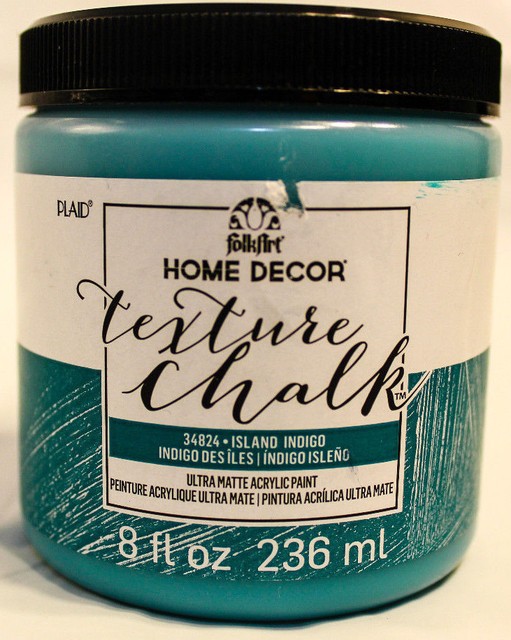 PLAID®
folkArt®
HOME DECOR®
texture
chalk™
34824 • ISLAND INDIGO
INDIGO DES ÎLES | ÍNDIGO ISLEÑO
ULTRA MATTE ACRYLIC PAINT
PEINTURE ACRYLIQUE ULTRA MATE | PINTURA ACRÍLICA ULTRA MATE
8 fl oz 236 ml